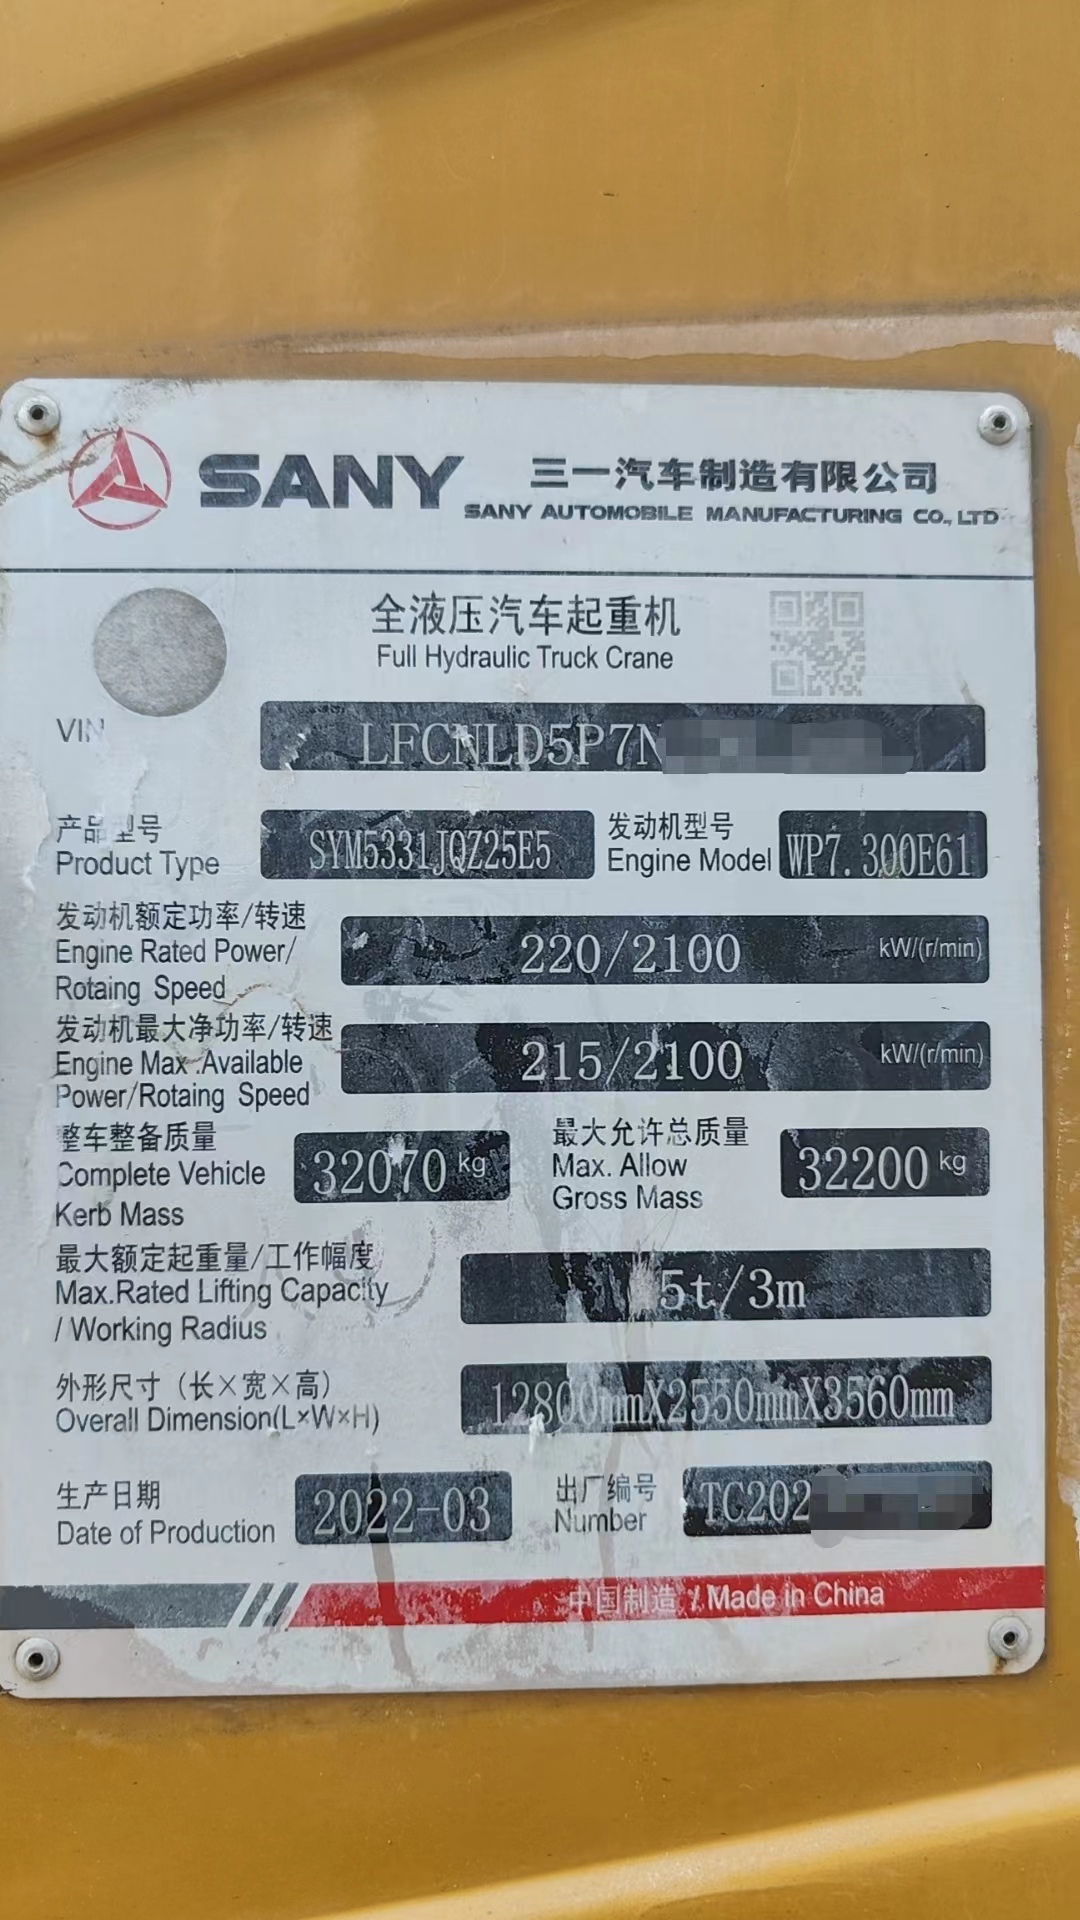 SANY 三一汽车制造有限公司
SANY AUTOMOBILE MANUFACTURING CO., LTD
全液压汽车起重机
Full Hydraulic Truck Crane
VIN LFCNLD5P7N
产品型号 SYM5331JQZ25E5 发动机型号 WP7.300E61
Product Type Engine Model
发动机额定功率/转速
Engine Rated Power/ 220/2100 kW/(r/min)
Rotaing Speed
发动机最大净功率/转速
Engine Max .Available 215/2100 kW/(r/min)
Power/Rotaing Speed
整车整备质量 最大允许总质量
Complete Vehicle 32070 kg Max. Allow 32200 kg
Kerb Mass Gross Mass
最大额定起重量/工作幅度
Max.Rated Lifting Capacity 5t/3m
/ Working Radius
外形尺寸（长×宽×高）
Overall Dimension(L×W×H) 12800mmX2550mmX3560mm
生产日期 2022-03 出厂编号 TC202
Date of Production Number
中国制造 / Made in China